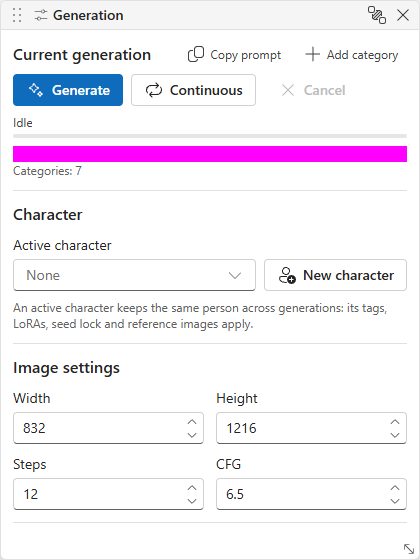 Generation
Current generation Copy prompt Add category
Generate Continuous Cancel
Idle
Categories: 7
Character
Active character
None New character
An active character keeps the same person across generations: its tags,
LoRAs, seed lock and reference images apply.
Image settings
Width Height
832 1216
Steps CFG
12 6.5